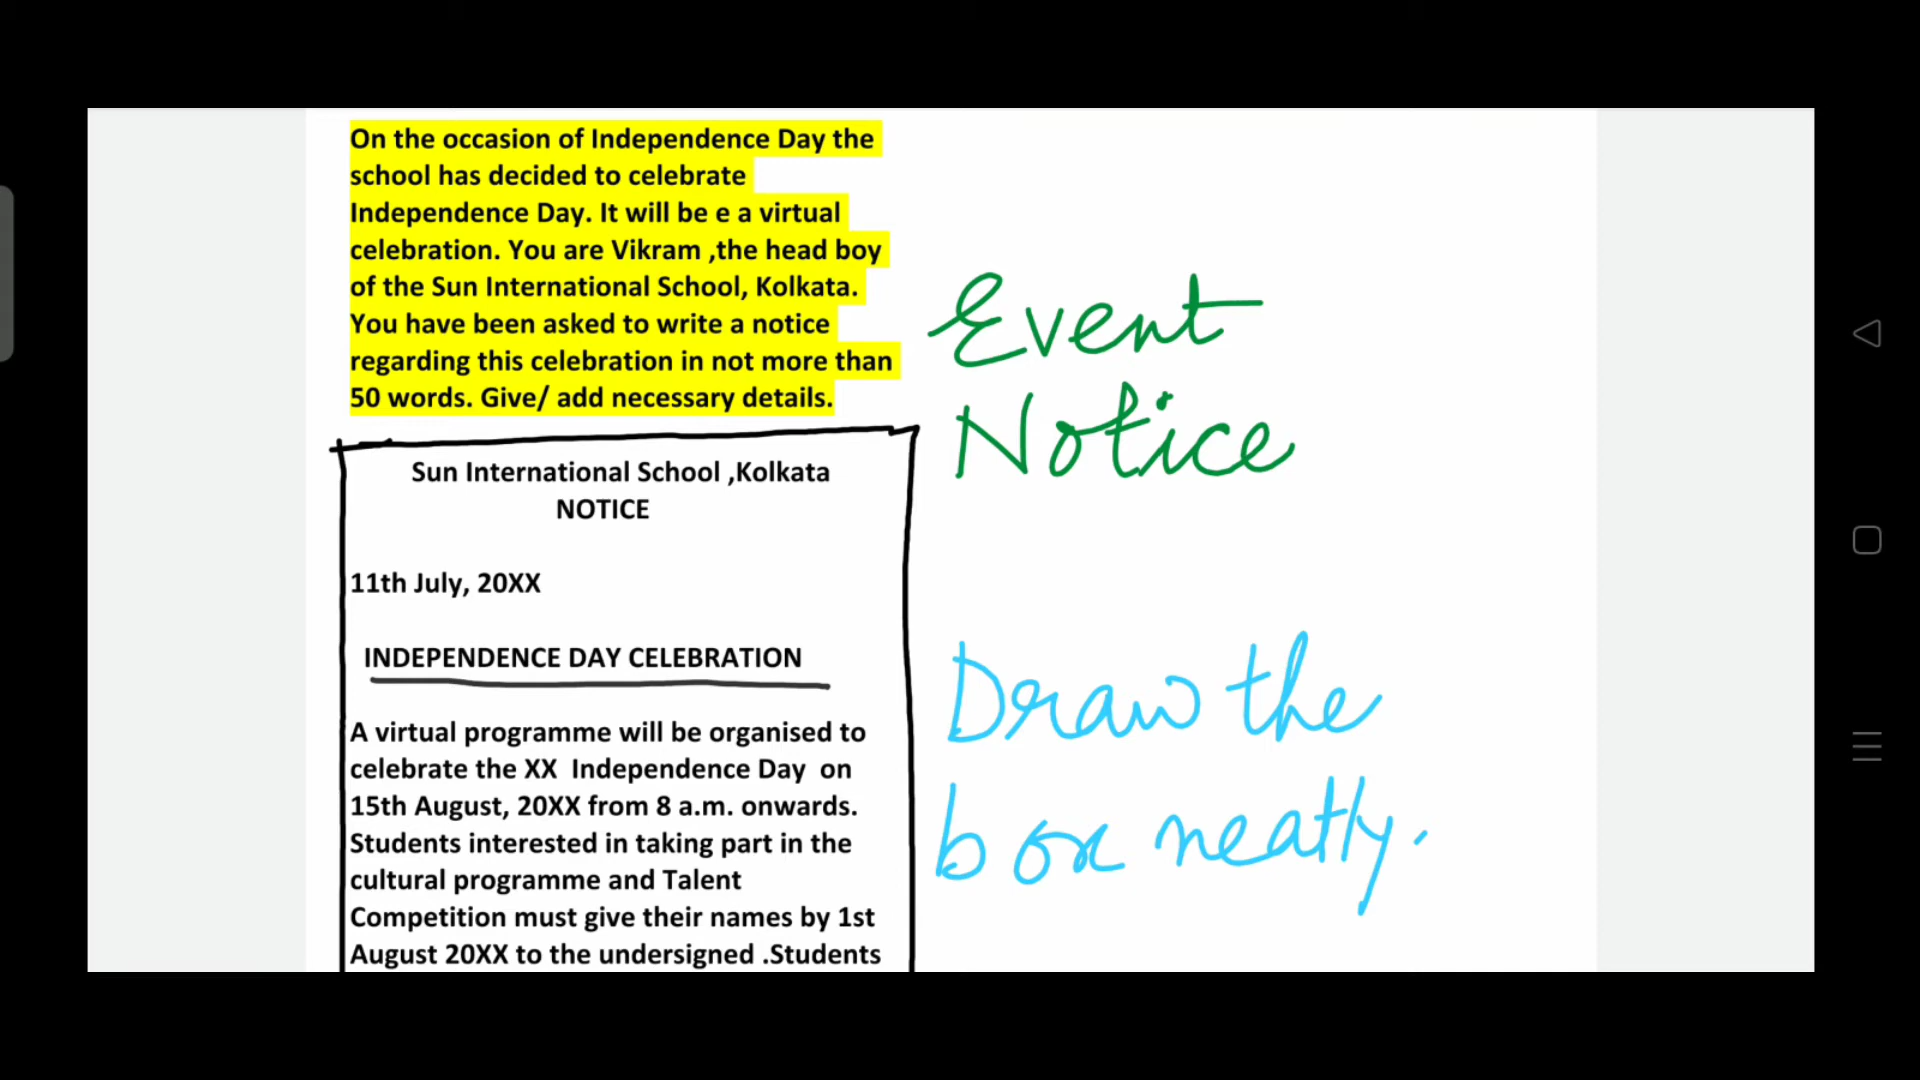 On the occasion of Independence Day the
school has decided to celebrate
Independence Day. It will be e a virtual
celebration. You are Vikram ,the head boy
of the Sun International School, Kolkata.
You have been asked to write a notice
regarding this celebration in not more than
50 words. Give/ add necessary details.
Sun International School ,Kolkata
NOTICE
11th July, 20XX
INDEPENDENCE DAY CELEBRATION
A virtual programme will be organised to
celebrate the XX Independence Day on
15th August, 20XX from 8 a.m. onwards.
Students interested in taking part in the
cultural programme and Talent
Competition must give their names by 1st
August 20XX to the undersigned .Students
Event
Notice
Draw the
box neatly.